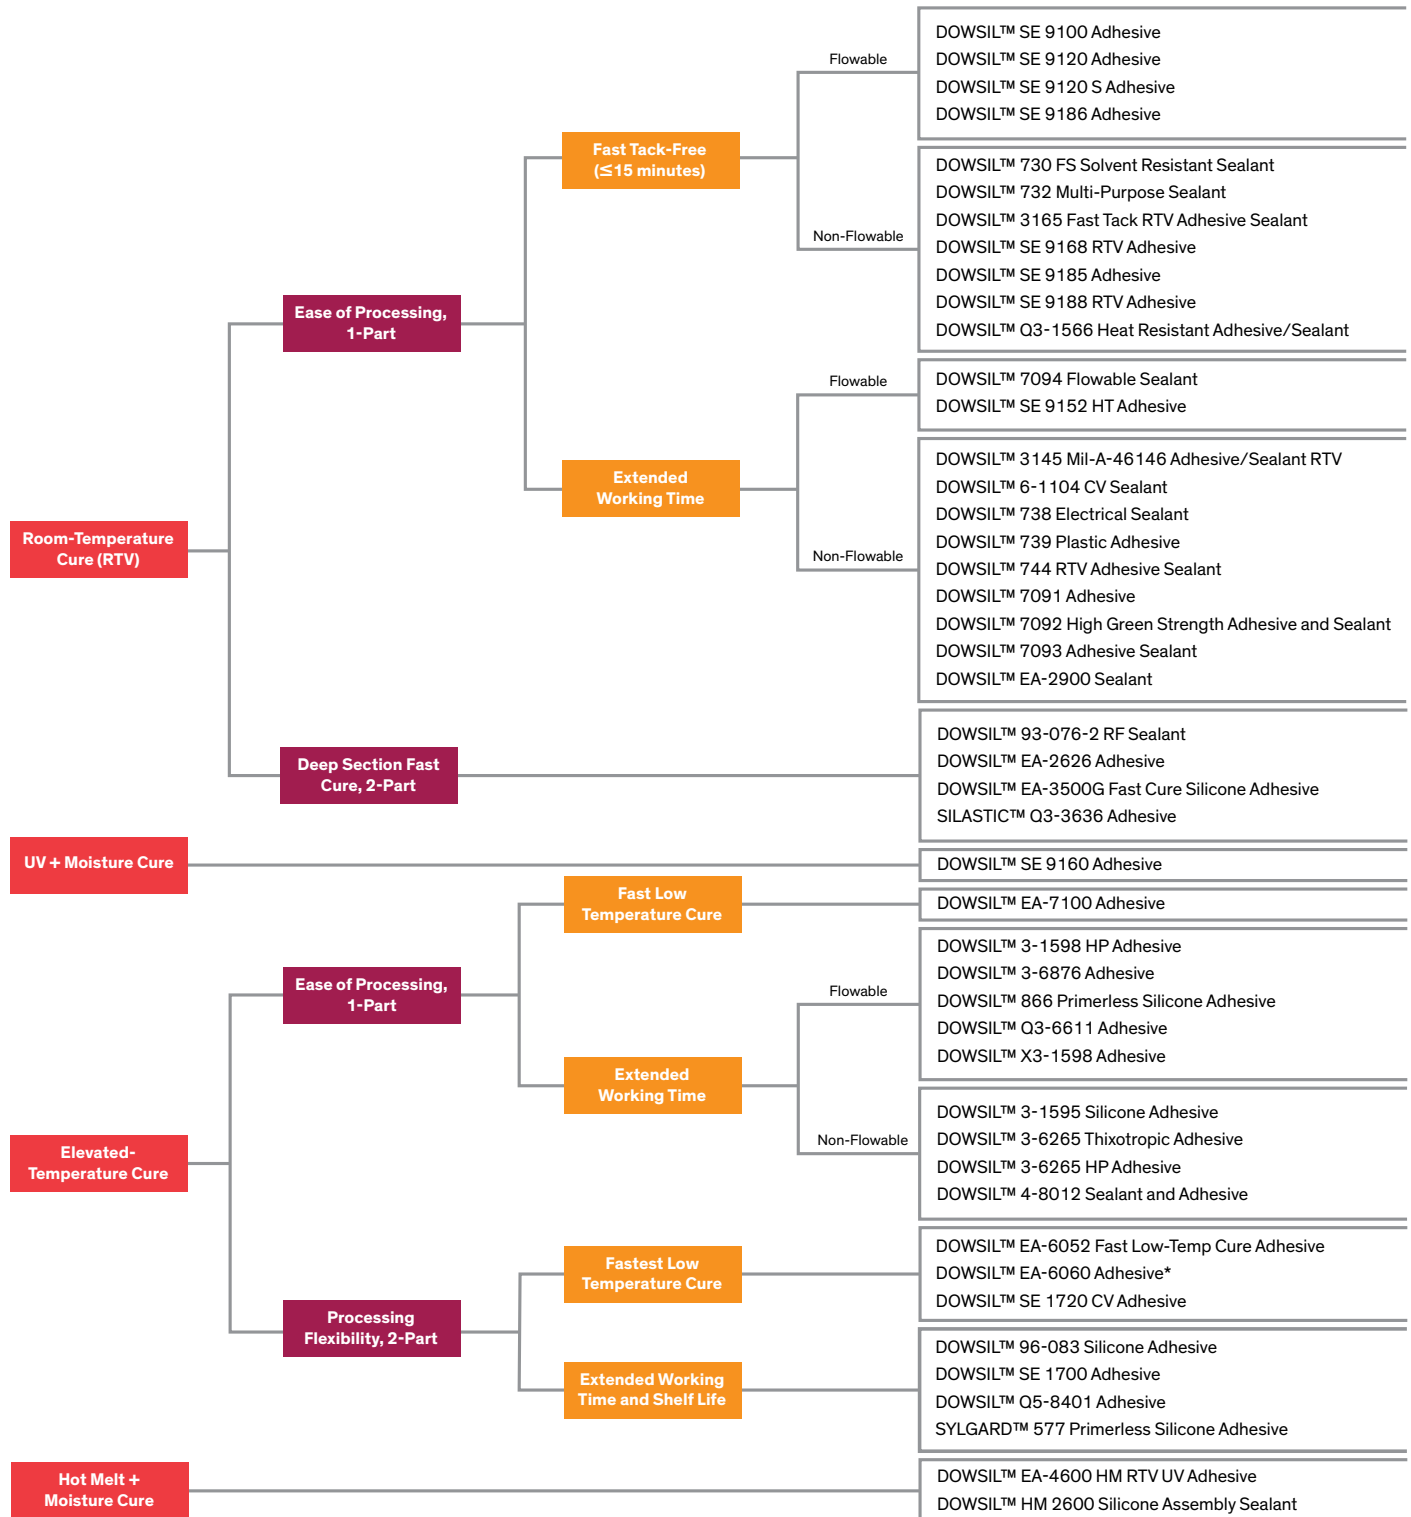 Room-Temperature
Cure (RTV)
Ease of Processing,
1-Part
Fast Tack-Free
(≤15 minutes)
Flowable
DOWSIL™ SE 9100 Adhesive
DOWSIL™ SE 9120 Adhesive
DOWSIL™ SE 9120 S Adhesive
DOWSIL™ SE 9186 Adhesive
Non-Flowable
DOWSIL™ 730 FS Solvent Resistant Sealant
DOWSIL™ 732 Multi-Purpose Sealant
DOWSIL™ 3165 Fast Tack RTV Adhesive Sealant
DOWSIL™ SE 9168 RTV Adhesive
DOWSIL™ SE 9185 Adhesive
DOWSIL™ SE 9188 RTV Adhesive
DOWSIL™ Q3-1566 Heat Resistant Adhesive/Sealant
Extended
Working Time
Flowable
DOWSIL™ 7094 Flowable Sealant
DOWSIL™ SE 9152 HT Adhesive
Non-Flowable
DOWSIL™ 3145 Mil-A-46146 Adhesive/Sealant RTV
DOWSIL™ 6-1104 CV Sealant
DOWSIL™ 738 Electrical Sealant
DOWSIL™ 739 Plastic Adhesive
DOWSIL™ 744 RTV Adhesive Sealant
DOWSIL™ 7091 Adhesive
DOWSIL™ 7092 High Green Strength Adhesive and Sealant
DOWSIL™ 7093 Adhesive Sealant
DOWSIL™ EA-2900 Sealant
Deep Section Fast
Cure, 2-Part
DOWSIL™ 93-076-2 RF Sealant
DOWSIL™ EA-2626 Adhesive
DOWSIL™ EA-3500G Fast Cure Silicone Adhesive
SILASTIC™ Q3-3636 Adhesive
UV + Moisture Cure
DOWSIL™ SE 9160 Adhesive
Elevated-
Temperature Cure
Ease of Processing,
1-Part
Fast Low
Temperature Cure
DOWSIL™ EA-7100 Adhesive
Extended
Working Time
Flowable
DOWSIL™ 3-1598 HP Adhesive
DOWSIL™ 3-6876 Adhesive
DOWSIL™ 866 Primerless Silicone Adhesive
DOWSIL™ Q3-6611 Adhesive
DOWSIL™ X3-1598 Adhesive
Non-Flowable
DOWSIL™ 3-1595 Silicone Adhesive
DOWSIL™ 3-6265 Thixotropic Adhesive
DOWSIL™ 3-6265 HP Adhesive
DOWSIL™ 4-8012 Sealant and Adhesive
Processing
Flexibility, 2-Part
Fastest Low
Temperature Cure
DOWSIL™ EA-6052 Fast Low-Temp Cure Adhesive
DOWSIL™ EA-6060 Adhesive*
DOWSIL™ SE 1720 CV Adhesive
Extended Working
Time and Shelf Life
DOWSIL™ 96-083 Silicone Adhesive
DOWSIL™ SE 1700 Adhesive
DOWSIL™ Q5-8401 Adhesive
SYLGARD™ 577 Primerless Silicone Adhesive
Hot Melt +
Moisture Cure
DOWSIL™ EA-4600 HM RTV UV Adhesive
DOWSIL™ HM 2600 Silicone Assembly Sealant